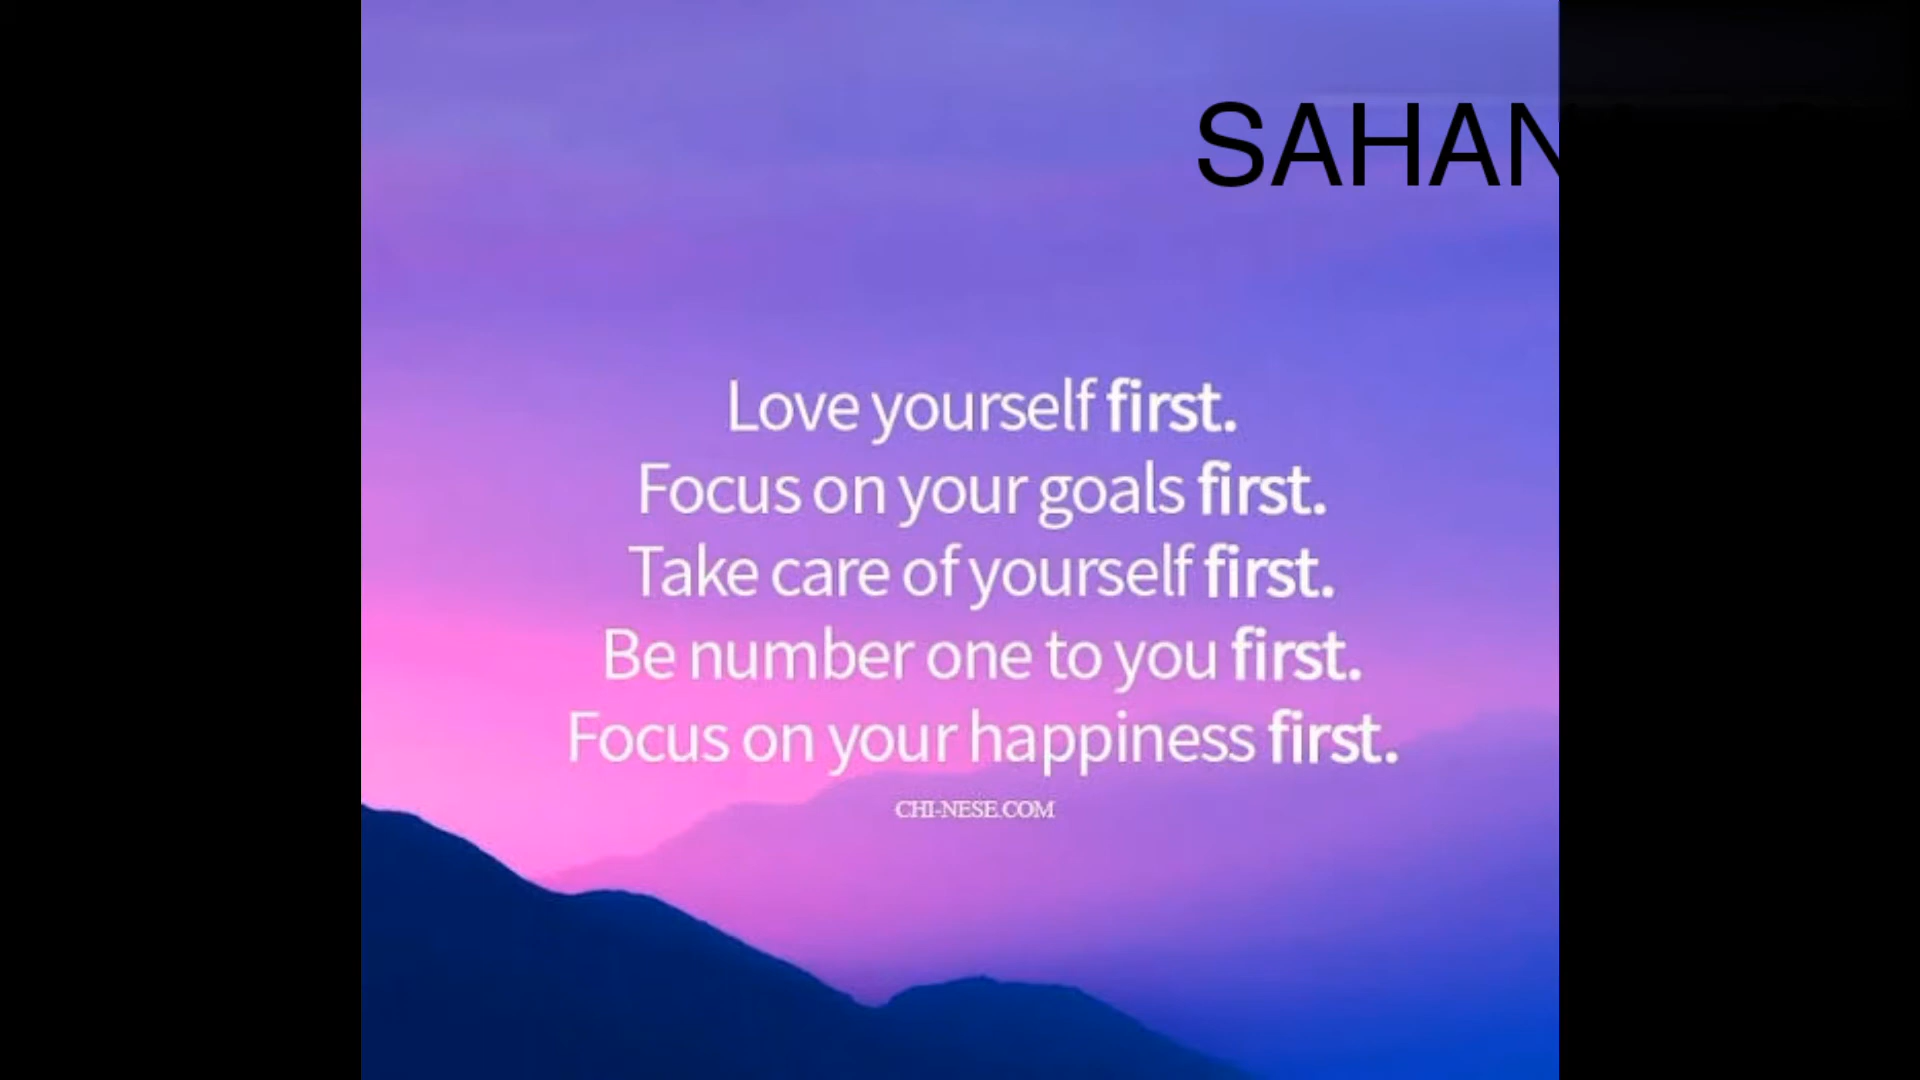 SAHAN
Love yourself first.
Focus on your goals first.
Take care of yourself first.
Be number one to you first.
Focus on your happiness first.
CHI-NESE.COM